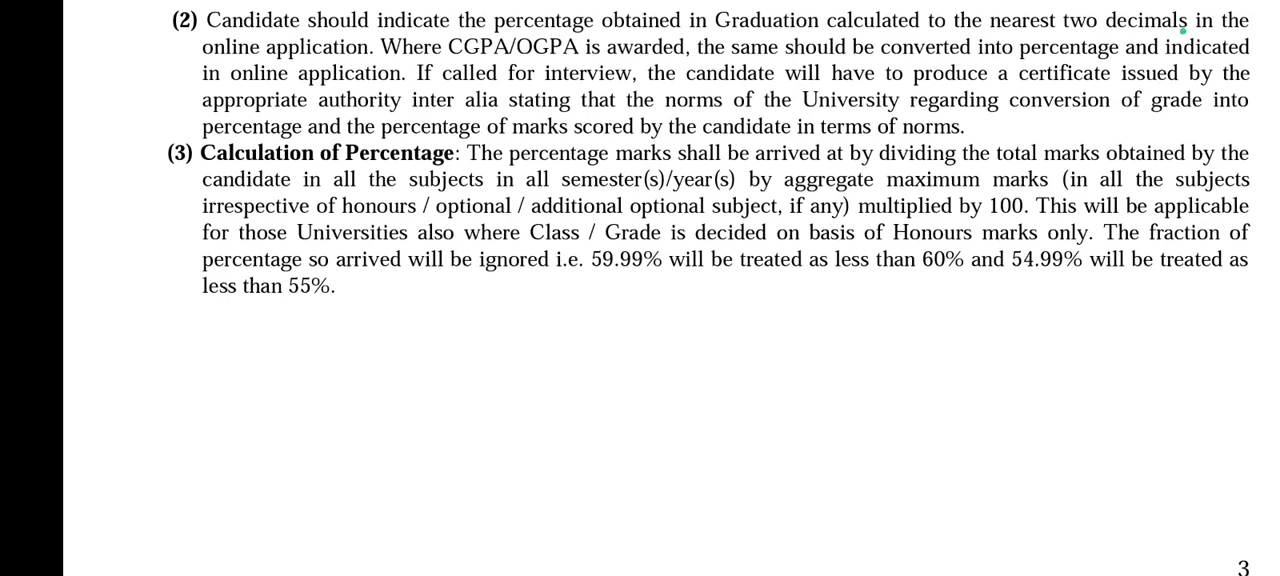 (2) Candidate should indicate the percentage obtained in Graduation calculated to the nearest two decimals in the
online application. Where CGPA/OGPA is awarded, the same should be converted into percentage and indicated
in online application. If called for interview, the candidate will have to produce a certificate issued by the
appropriate authority inter alia stating that the norms of the University regarding conversion of grade into
percentage and the percentage of marks scored by the candidate in terms of norms.
(3) Calculation of Percentage: The percentage marks shall be arrived at by dividing the total marks obtained by the
candidate in all the subjects in all semester(s)/year(s) by aggregate maximum marks (in all the subjects
irrespective of honours / optional / additional optional subject, if any) multiplied by 100. This will be applicable
for those Universities also where Class / Grade is decided on basis of Honours marks only. The fraction of
percentage so arrived will be ignored i.e. 59.99% will be treated as less than 60% and 54.99% will be treated as
less than 55%.
3